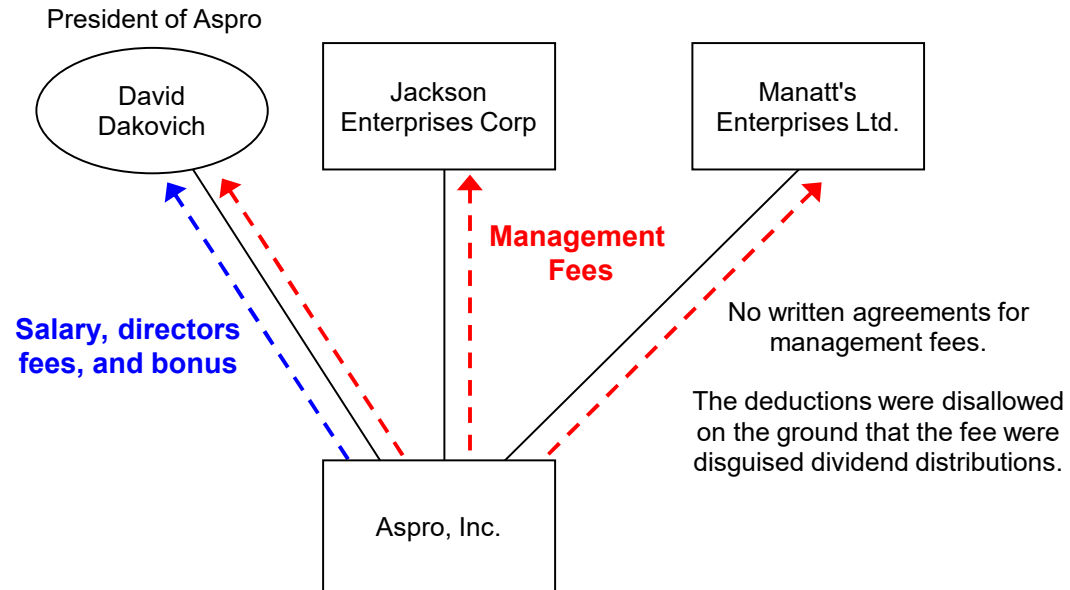 President of Aspro
David
Dakovich
Jackson
Enterprises Corp
Manatt's
Enterprises Ltd.
Management
Fees
Salary, directors
fees, and bonus
No written agreements for
management fees.
The deductions were disallowed
on the ground that the fee were
disguised dividend distributions.
Aspro, Inc.